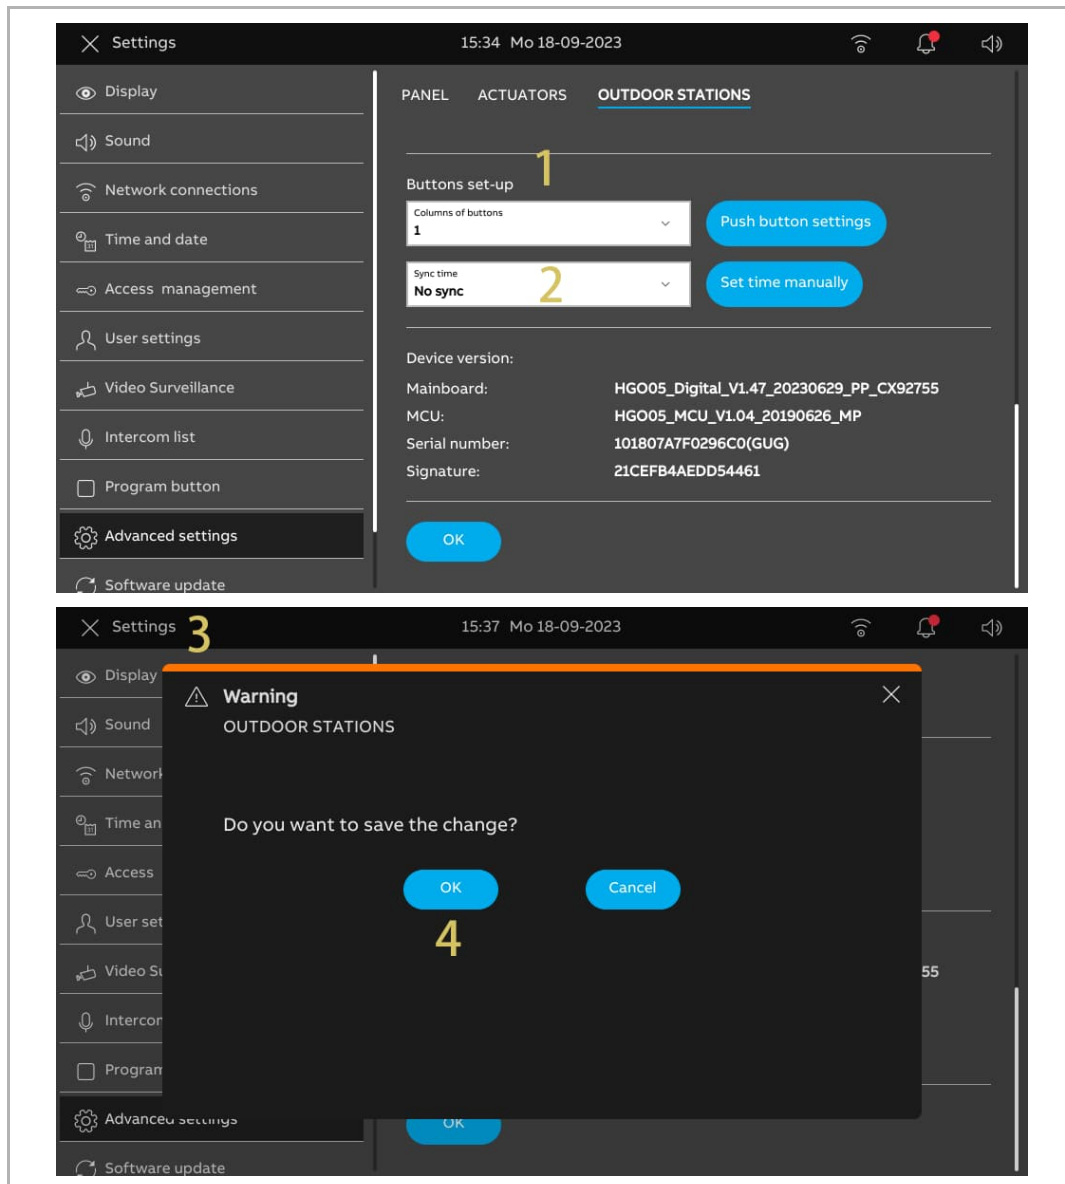 Settings 15:34 Mo 18-09-2023
Display
PANEL ACTUATORS OUTDOOR STATIONS
Sound
1
Buttons set-up
Network connections
Columns of buttons
1
Push button settings
Time and date
Sync time
No sync
2
Set time manually
Access management
User settings
Device version:
Video Surveillance
Mainboard: HGO05_Digital_V1.47_20230629_PP_CX92755
MCU: HGO05_MCU_V1.04_20190626_MP
Intercom list
Serial number: 101807A7F0296C0(GUG)
Signature: 21CEFB4AEDD54461
Program button
Advanced settings
OK
Software update
Settings 3 15:37 Mo 18-09-2023
Display
Warning
Sound
OUTDOOR STATIONS
Network
Time an
Do you want to save the change?
Access
OK Cancel
4
User set
Video Su
55
Intercom
Program
Advanced settings
OK
Software update